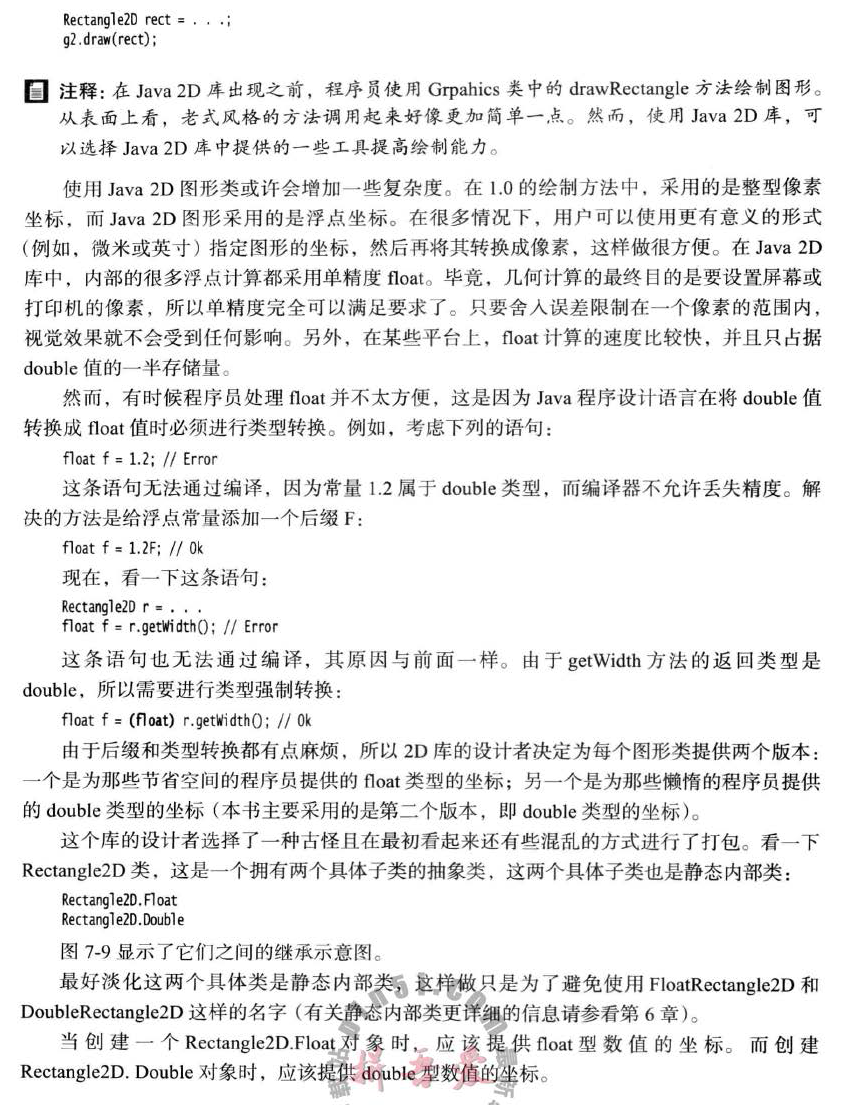 Rectangle2D rect = . . .;
g2.draw(rect);
注释: 在 Java 2D 库出现之前，程序员使用 Grpahics 类中的 drawRectangle 方法绘制图形。
从表面上看，老式风格的方法调用起来好像更加简单一点。然而，使用 Java 2D 库，可
以选择 Java 2D 库中提供的一些工具提高绘制能力。
使用 Java 2D 图形类或许会增加一些复杂度。在 1.0 的绘制方法中，采用的是整型像素
坐标，而 Java 2D 图形采用的是浮点坐标。在很多情况下，用户可以使用更有意义的形式
（例如，微米或英寸）指定图形的坐标，然后再将其转换成像素，这样做很方便。在 Java 2D
库中，内部的很多浮点计算都采用单精度 float。毕竟，几何计算的最终目的是要设置屏幕或
打印机的像素，所以单精度完全可以满足要求了。只要舍入误差限制在一个像素的范围内，
视觉效果就不会受到任何影响。另外，在某些平台上，float 计算的速度比较快，并且只占据
double 值的一半存储量。
然而，有时候程序员处理 float 并不太方便，这是因为 Java 程序设计语言在将 double 值
转换成 float 值时必须进行类型转换。例如，考虑下列的语句：
float f = 1.2; // Error
这条语句无法通过编译，因为常量 1.2 属于 double 类型，而编译器不允许丢失精度。解
决的方法是给浮点常量添加一个后缀 F：
float f = 1.2F; // Ok
现在，看一下这条语句：
Rectangle2D r = . . .
float f = r.getWidth(); // Error
这条语句也无法通过编译，其原因与前面一样。由于 getWidth 方法的返回类型是
double，所以需要进行类型强制转换：
float f = (float) r.getWidth(); // Ok
由于后缀和类型转换都有点麻烦，所以 2D 库的设计者决定为每个图形类提供两个版本：
一个是为那些节省空间的程序员提供的 float 类型的坐标；另一个是为那些懒惰的程序员提供
的 double 类型的坐标（本书主要采用的是第二个版本，即 double 类型的坐标）。
这个库的设计者选择了一种古怪且在最初看起来还有些混乱的方式进行了打包。看一下
Rectangle2D 类，这是一个拥有两个具体子类的抽象类，这两个具体子类也是静态内部类：
Rectangle2D.Float
Rectangle2D.Double
图 7-9 显示了它们之间的继承示意图。
最好淡化这两个具体类是静态内部类，这样做只是为了避免使用 FloatRectangle2D 和
DoubleRectangle2D 这样的名字（有关静态内部类更详细的信息请参看第 6 章）。
当创建一个 Rectangle2D.Float 对象时，应该提供 float 型数值的坐标。而创建
Rectangle2D. Double 对象时，应该提供 double 型数值的坐标。